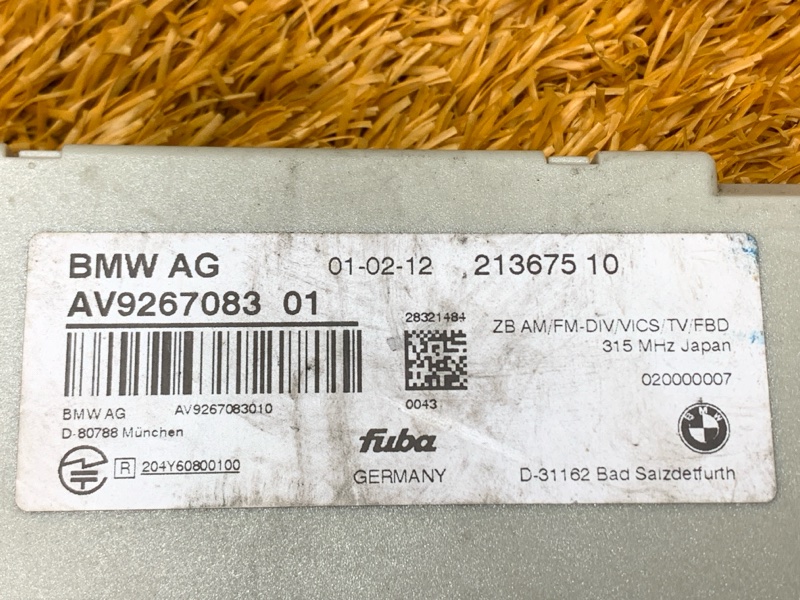 BMW AG 01-02-12 213675 10
AV9267083 01
28321484
ZB AM/FM-DIV/VICS/TV/FBD
315 MHz Japan
020000007
BMW AG AV9267083010
0043
D-80788 München
fuba
BMW
R 204Y60800100
GERMANY
D-31162 Bad Salzdetfurth